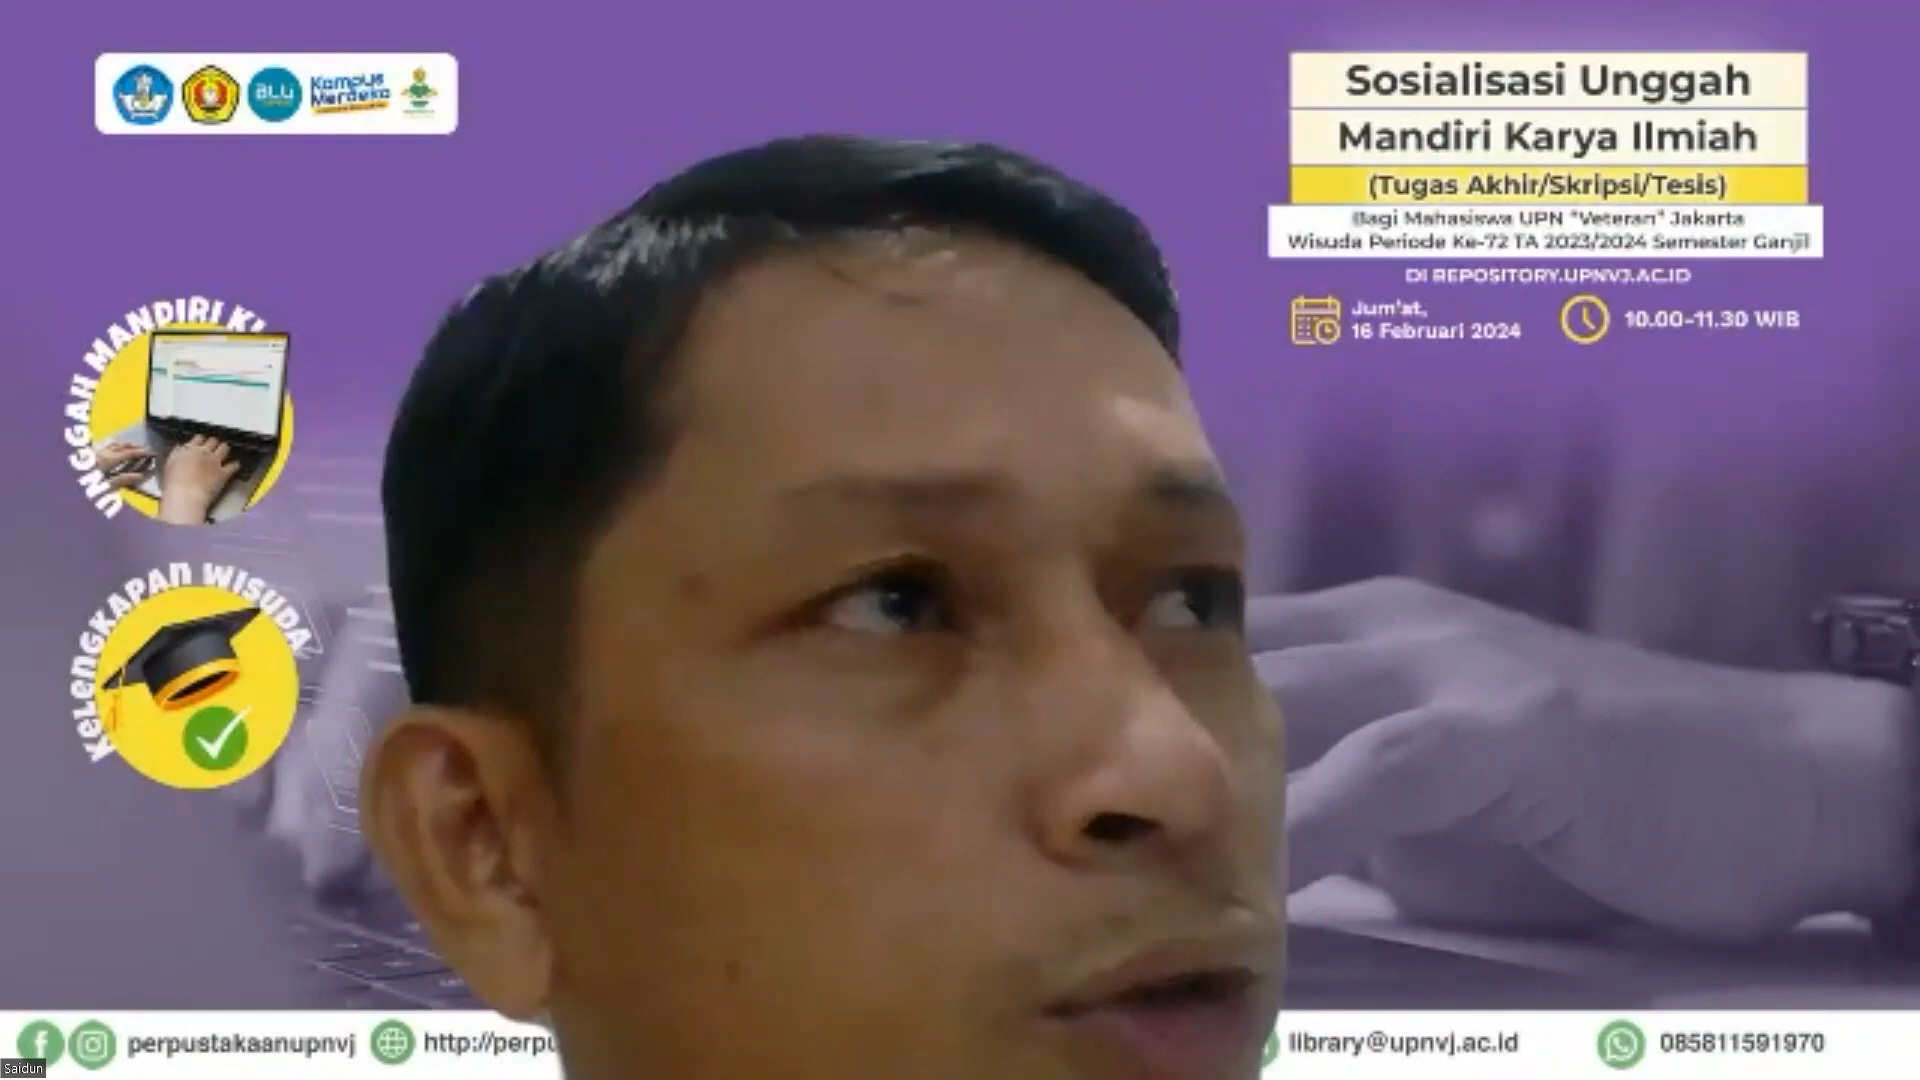 BLU
Kampus
Merdeka
Sosialisasi Unggah
Mandiri Karya Ilmiah
(Tugas Akhir/Skripsi/Tesis)
Bagi Mahasiswa UPN "Veteran" Jakarta
Wisuda Periode Ke-72 TA 2023/2024 Semester Ganjil
DI REPOSITORY.UPNVJ.AC.ID
Jum'at,
16 Februari 2024
10.00-11.30 WIB
UNGGAH MANDIRI KI
KELENGKAPAN WISUDA
perpustakaanupnvj
http://perpu
library@upnvj.ac.id
085811591970
Saidun